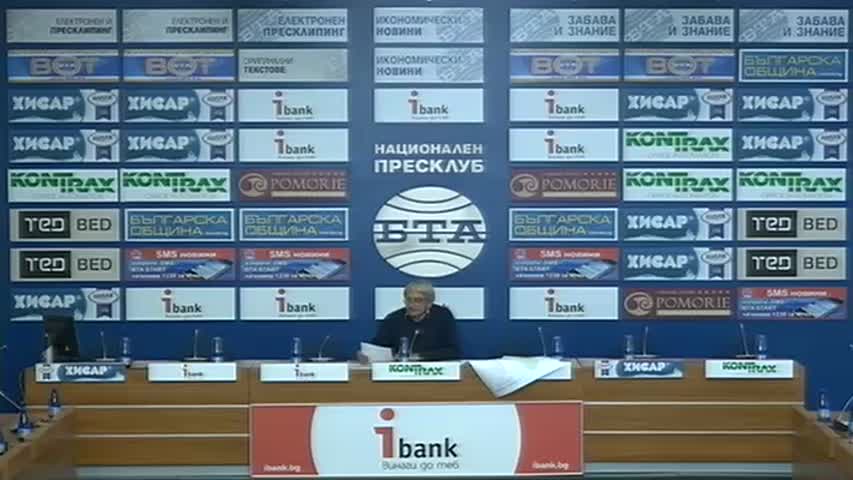 ЕЛЕКТРОНЕН И ПРЕСКЛИПИНГ
ЕЛЕКТРОНЕН И ПРЕСКЛИПИНГ
ЕЛЕКТРОНЕН И ПРЕСКЛИПИНГ
ИКОНОМИЧЕСКИ НОВИНИ
ЗАБАВА И ЗНАНИЕ
ЗАБАВА И ЗНАНИЕ
ЗАБАВА И ЗНАНИЕ
ВОТ
ВОТ
ОРИГИНАЛНИ ТЕКСТОВЕ
ИКОНОМИЧЕСКИ НОВИНИ
ВОТ
ВОТ
БЪЛГАРСКА ОБЩИНА
ХИСАР
ХИСАР
ibank
ibank
ibank
ХИСАР
ХИСАР
ХИСАР
ХИСАР
ibank
НАЦИОНАЛЕН
ПРЕСКЛУБ
ibank
KONTRAX
ХИСАР
KONTRAX
KONTRAX
POMORIE
POMORIE
KONTRAX
KONTRAX
TED BED
БЪЛГАРСКА ОБЩИНА
БЪЛГАРСКА ОБЩИНА
БТА
БЪЛГАРСКА ОБЩИНА
ХИСАР
TED BED
TED BED
SMS НОВИНИ
SMS НОВИНИ
SMS НОВИНИ
ХИСАР
TED BED
ХИСАР
ibank
ibank
ibank
POMORIE
SMS НОВИНИ
ХИСАР
ibank
ibank
KONTRAX
ХИСАР
KONTRAX
ibank
Винаги до теб
ibank.bg
ibank.bg